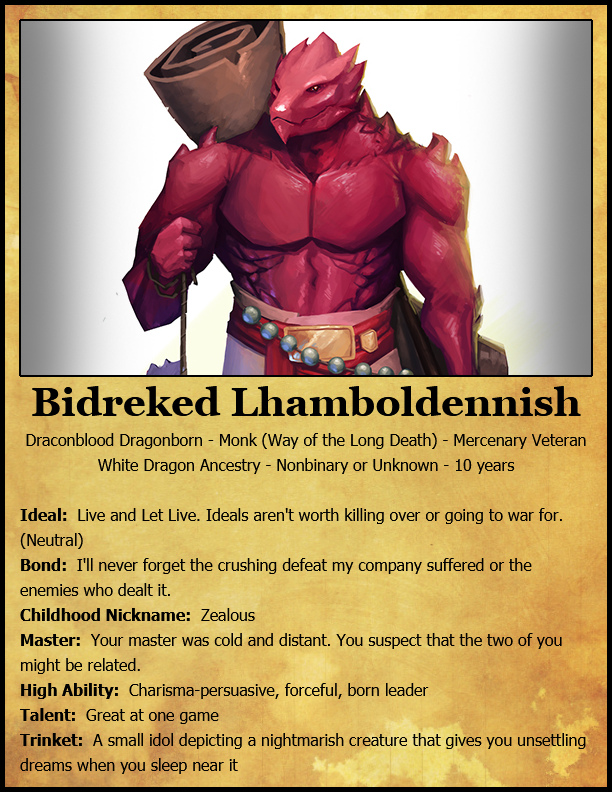 Bidreked Lhamboldennish
Draconblood Dragonborn - Monk (Way of the Long Death) - Mercenary Veteran
White Dragon Ancestry - Nonbinary or Unknown - 10 years
Ideal: Live and Let Live. Ideals aren't worth killing over or going to war for.
(Neutral)
Bond: I'll never forget the crushing defeat my company suffered or the
enemies who dealt it.
Childhood Nickname: Zealous
Master: Your master was cold and distant. You suspect that the two of you
might be related.
High Ability: Charisma-persuasive, forceful, born leader
Talent: Great at one game
Trinket: A small idol depicting a nightmarish creature that gives you unsettling
dreams when you sleep near it